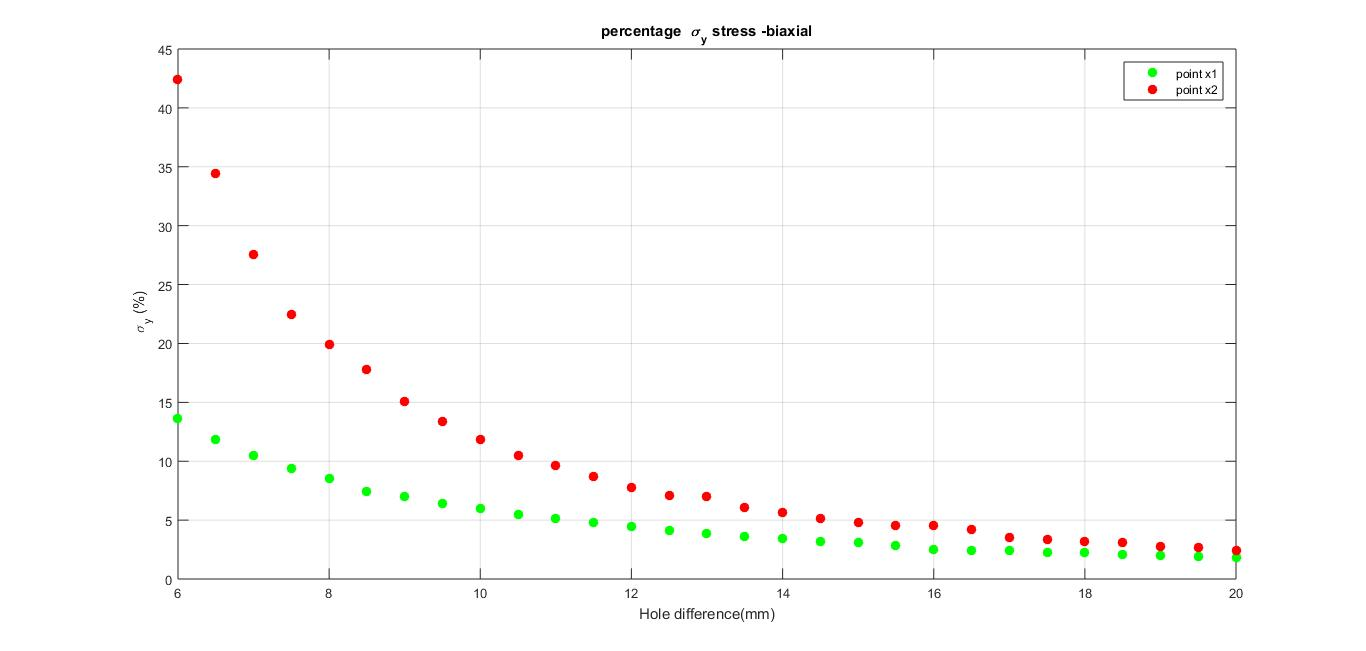 percentage σy stress -biaxial
point x1
point x2
45
40
35
30
25
20
15
10
5
0
σy (%)
6 8 10 12 14 16 18 20
Hole difference(mm)